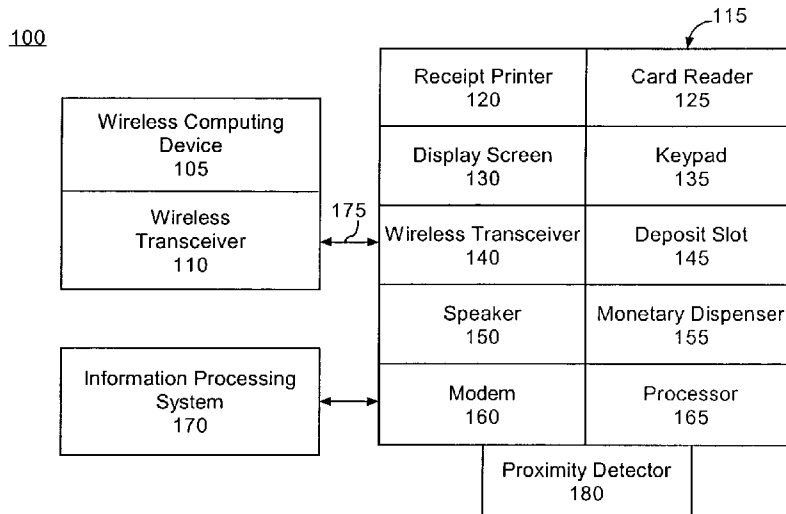 100
115
Wireless Computing
Device
105
Wireless
Transceiver
110
175
Information Processing
System
170
Receipt Printer
120
Card Reader
125
Display Screen
130
Keypad
135
Wireless Transceiver
140
Deposit Slot
145
Speaker
150
Monetary Dispenser
155
Modem
160
Processor
165
Proximity Detector
180